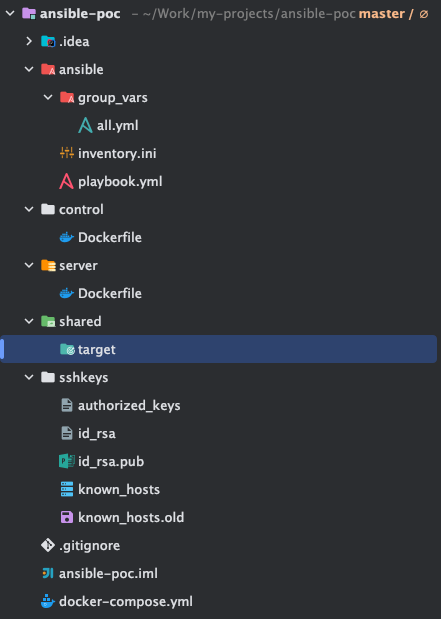 ansible-poc – ~/Work/my-projects/ansible-poc master / ∅
.idea
ansible
group_vars
all.yml
inventory.ini
playbook.yml
control
Dockerfile
server
Dockerfile
shared
target
sshkeys
authorized_keys
id_rsa
id_rsa.pub
known_hosts
known_hosts.old
.gitignore
ansible-poc.iml
docker-compose.yml